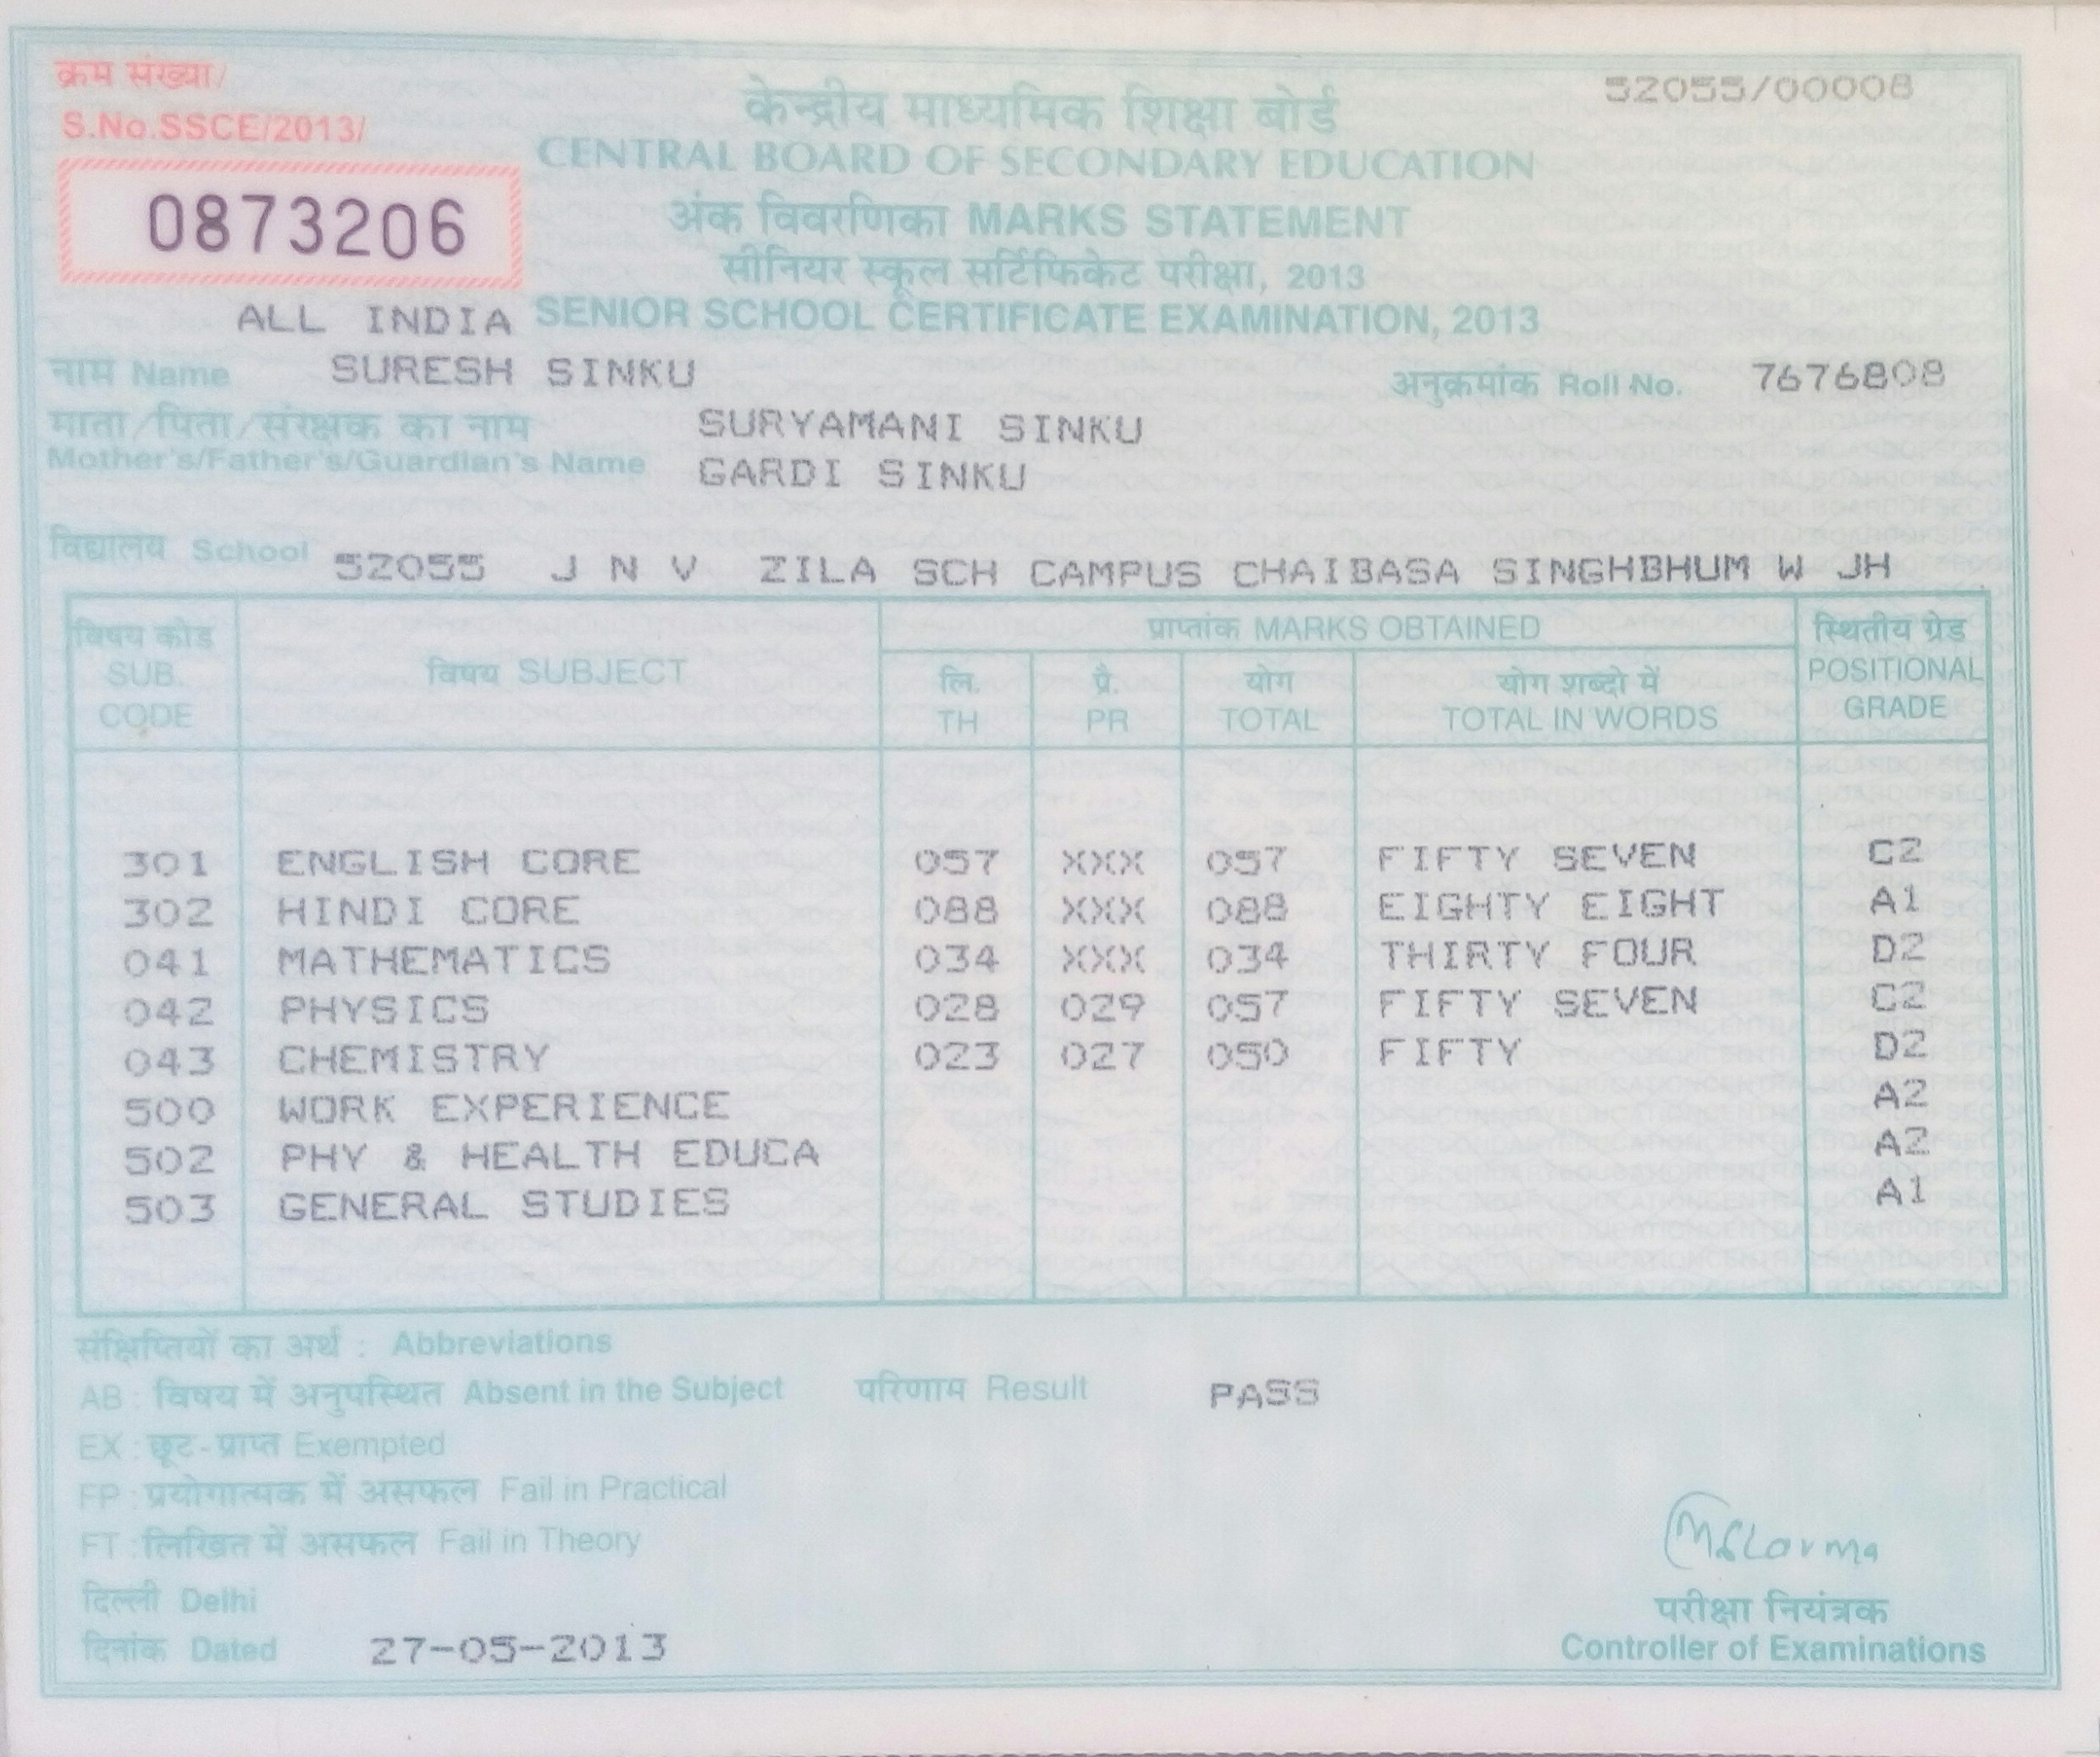 क्रम संख्या/
S.No.SSCE/2013/
52055/00008
0873206
केन्द्रीय माध्यमिक शिक्षा बोर्ड
CENTRAL BOARD OF SECONDARY EDUCATION
अंक विवरणिका MARKS STATEMENT
सीनियर स्कूल सर्टिफिकेट परीक्षा, 2013
ALL INDIA SENIOR SCHOOL CERTIFICATE EXAMINATION, 2013
नाम Name SURESH SINKU अनुक्रमांक Roll No. 7676808
माता/पिता/संरक्षक का नाम SURYAMANI SINKU
Mother's/Father's/Guardian's Name GARDI SINKU
विद्यालय School 52055 J N V ZILA SCH CAMPUS CHAIBASA SINGHBHUM W JH
विषय कोड SUB. CODE विषय SUBJECT प्राप्तांक MARKS OBTAINED स्थितीय ग्रेड POSITIONAL GRADE
लि. प्रै. योग योग शब्दो में
TH PR TOTAL TOTAL IN WORDS
301 ENGLISH CORE 057 XXX 057 FIFTY SEVEN C2
302 HINDI CORE 088 XXX 088 EIGHTY EIGHT A1
041 MATHEMATICS 034 XXX 034 THIRTY FOUR D2
042 PHYSICS 028 029 057 FIFTY SEVEN C2
043 CHEMISTRY 023 027 050 FIFTY D2
500 WORK EXPERIENCE A2
502 PHY & HEALTH EDUCA A2
503 GENERAL STUDIES A1
संक्षिप्तियों का अर्थ : Abbreviations
AB : विषय में अनुपस्थित Absent in the Subject परिणाम Result PASS
EX : छूट-प्राप्त Exempted
FP : प्रयोगात्मक में असफल Fail in Practical
FT : लिखित में असफल Fail in Theory
दिल्ली Delhi
परीक्षा नियंत्रक
दिनांक Dated 27-05-2013 Controller of Examinations